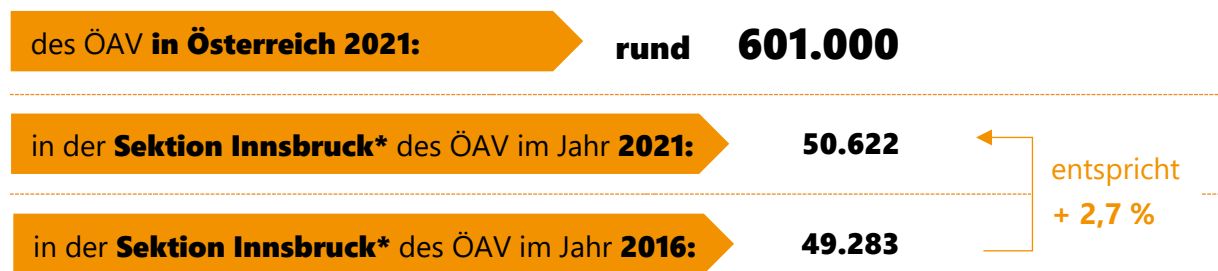 des ÖAV in Österreich 2021: rund 601.000
in der Sektion Innsbruck* des ÖAV im Jahr 2021: 50.622
entspricht
+ 2,7 %
in der Sektion Innsbruck* des ÖAV im Jahr 2016: 49.283